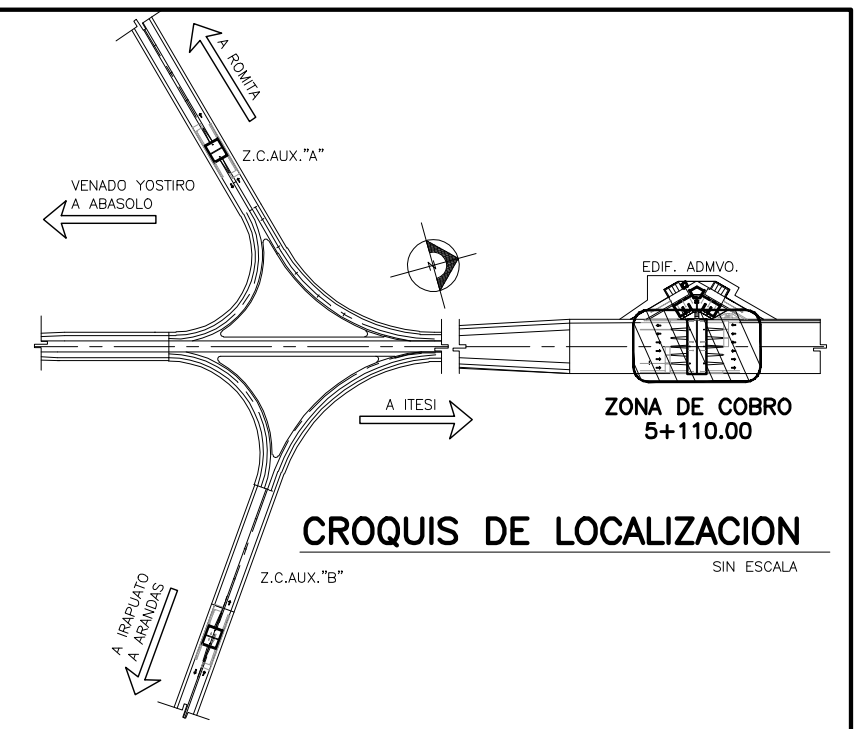 A ROMITA
Z.C.AUX."A"
VENADO YOSTIRO
A ABASOLO
N
EDIF. ADMVO.
A ITESI
ZONA DE COBRO
5+110.00
CROQUIS DE LOCALIZACION
SIN ESCALA
Z.C.AUX."B"
A IRAPUATO
A ARANDAS